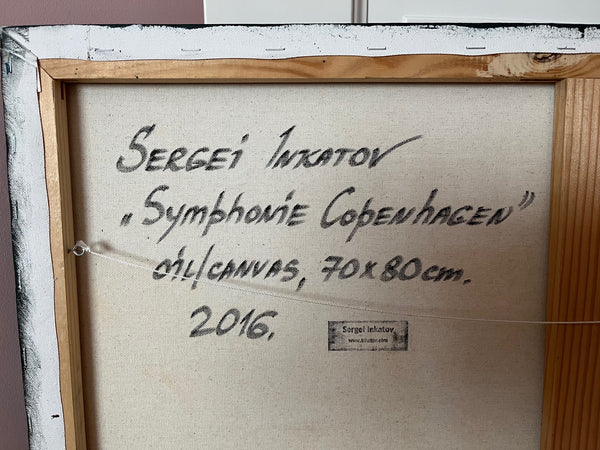 Sergei Inkatov
„Symphonie Copenhagen”
oil/canvas, 70x80cm.
2016.
Sergei Inkatov